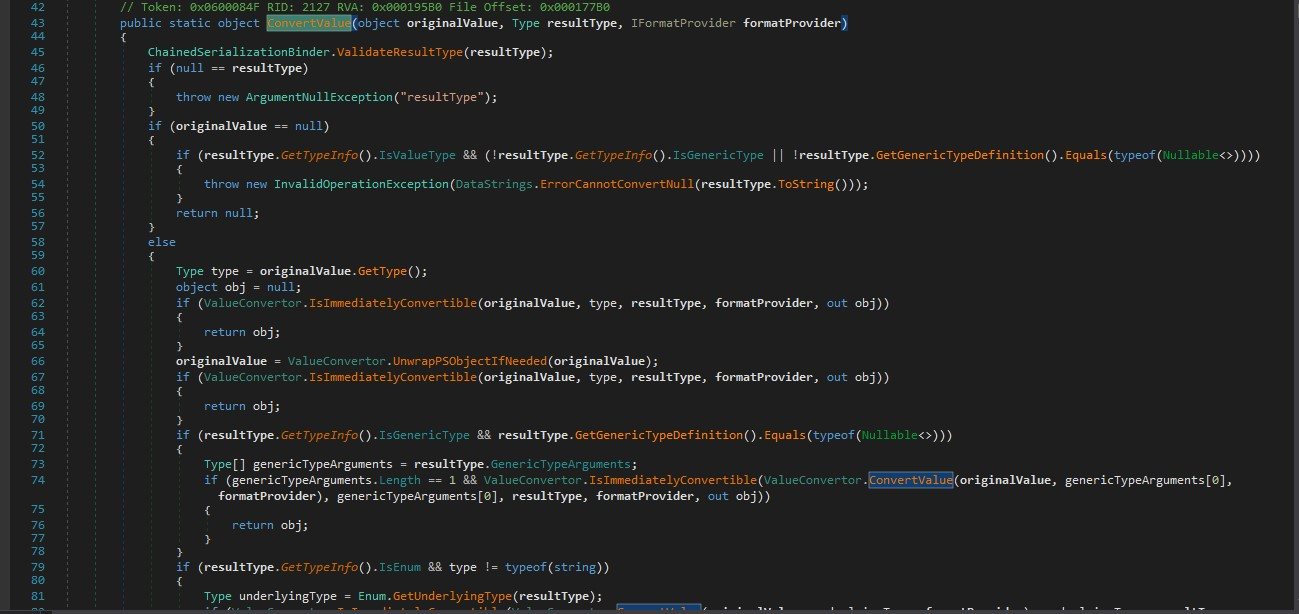 42 // Token: 0x0600084F RID: 2127 RVA: 0x000195B0 File Offset: 0x000177B0
43 public static object ConvertValue(object originalValue, Type resultType, IFormatProvider formatProvider)
44 {
45 ChainedSerializationBinder.ValidateResultType(resultType);
46 if (null == resultType)
47 {
48 throw new ArgumentNullException("resultType");
49 }
50 if (originalValue == null)
51 {
52 if (resultType.GetTypeInfo().IsValueType && (!resultType.GetTypeInfo().IsGenericType || !resultType.GetGenericTypeDefinition().Equals(typeof(Nullable<>))))
53 {
54 throw new InvalidOperationException(DataStrings.ErrorCannotConvertNull(resultType.ToString()));
55 }
56 return null;
57 }
58 else
59 {
60 Type type = originalValue.GetType();
61 object obj = null;
62 if (ValueConvertor.IsImmediatelyConvertible(originalValue, type, resultType, formatProvider, out obj))
63 {
64 return obj;
65 }
66 originalValue = ValueConvertor.UnwrapPSObjectIfNeeded(originalValue);
67 if (ValueConvertor.IsImmediatelyConvertible(originalValue, type, resultType, formatProvider, out obj))
68 {
69 return obj;
70 }
71 if (resultType.GetTypeInfo().IsGenericType && resultType.GetGenericTypeDefinition().Equals(typeof(Nullable<>)))
72 {
73 Type[] genericTypeArguments = resultType.GenericTypeArguments;
74 if (genericTypeArguments.Length == 1 && ValueConvertor.IsImmediatelyConvertible(ValueConvertor.ConvertValue(originalValue, genericTypeArguments[0],
formatProvider), genericTypeArguments[0], resultType, formatProvider, out obj))
75 {
76 return obj;
77 }
78 }
79 if (resultType.GetTypeInfo().IsEnum && type != typeof(string))
80 {
81 Type underlyingType = Enum.GetUnderlyingType(resultType);